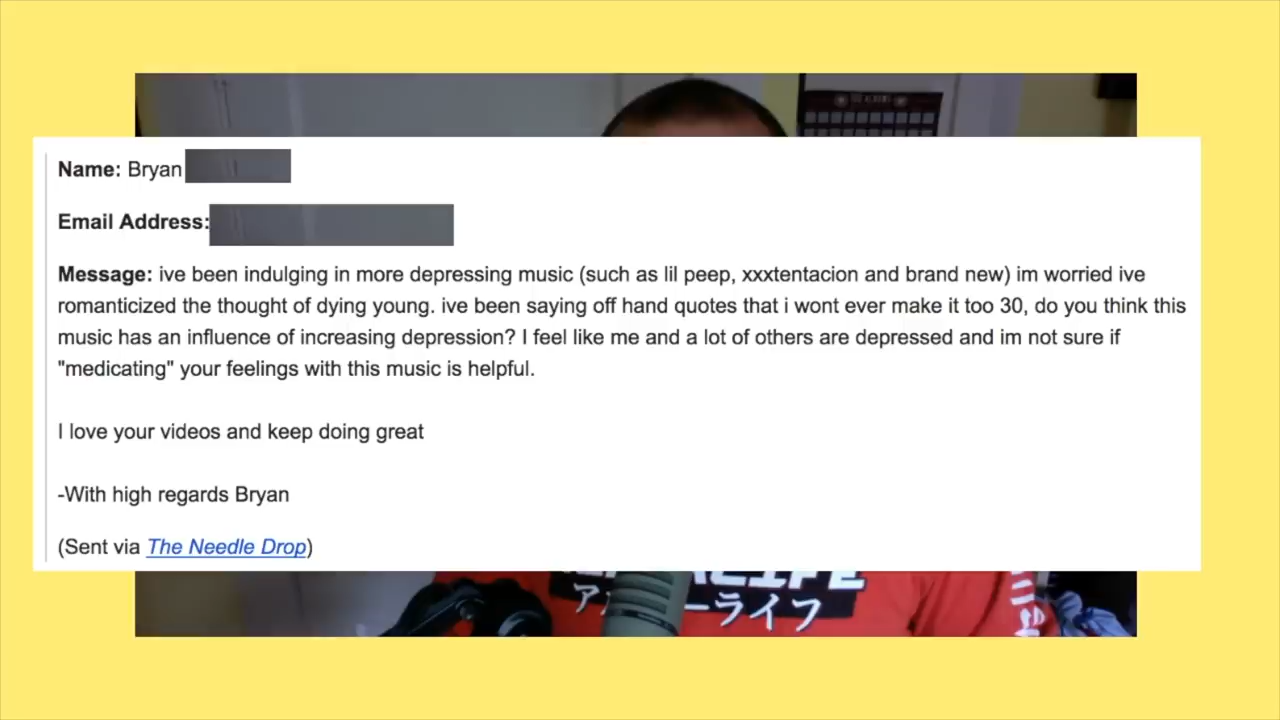 Name: Bryan
Email Address:
Message: ive been indulging in more depressing music (such as lil peep, xxxtentacion and brand new) im worried ive
romanticized the thought of dying young. ive been saying off hand quotes that i wont ever make it too 30, do you think this
music has an influence of increasing depression? I feel like me and a lot of others are depressed and im not sure if
"medicating" your feelings with this music is helpful.
I love your videos and keep doing great
-With high regards Bryan
(Sent via The Needle Drop)
ーライフ